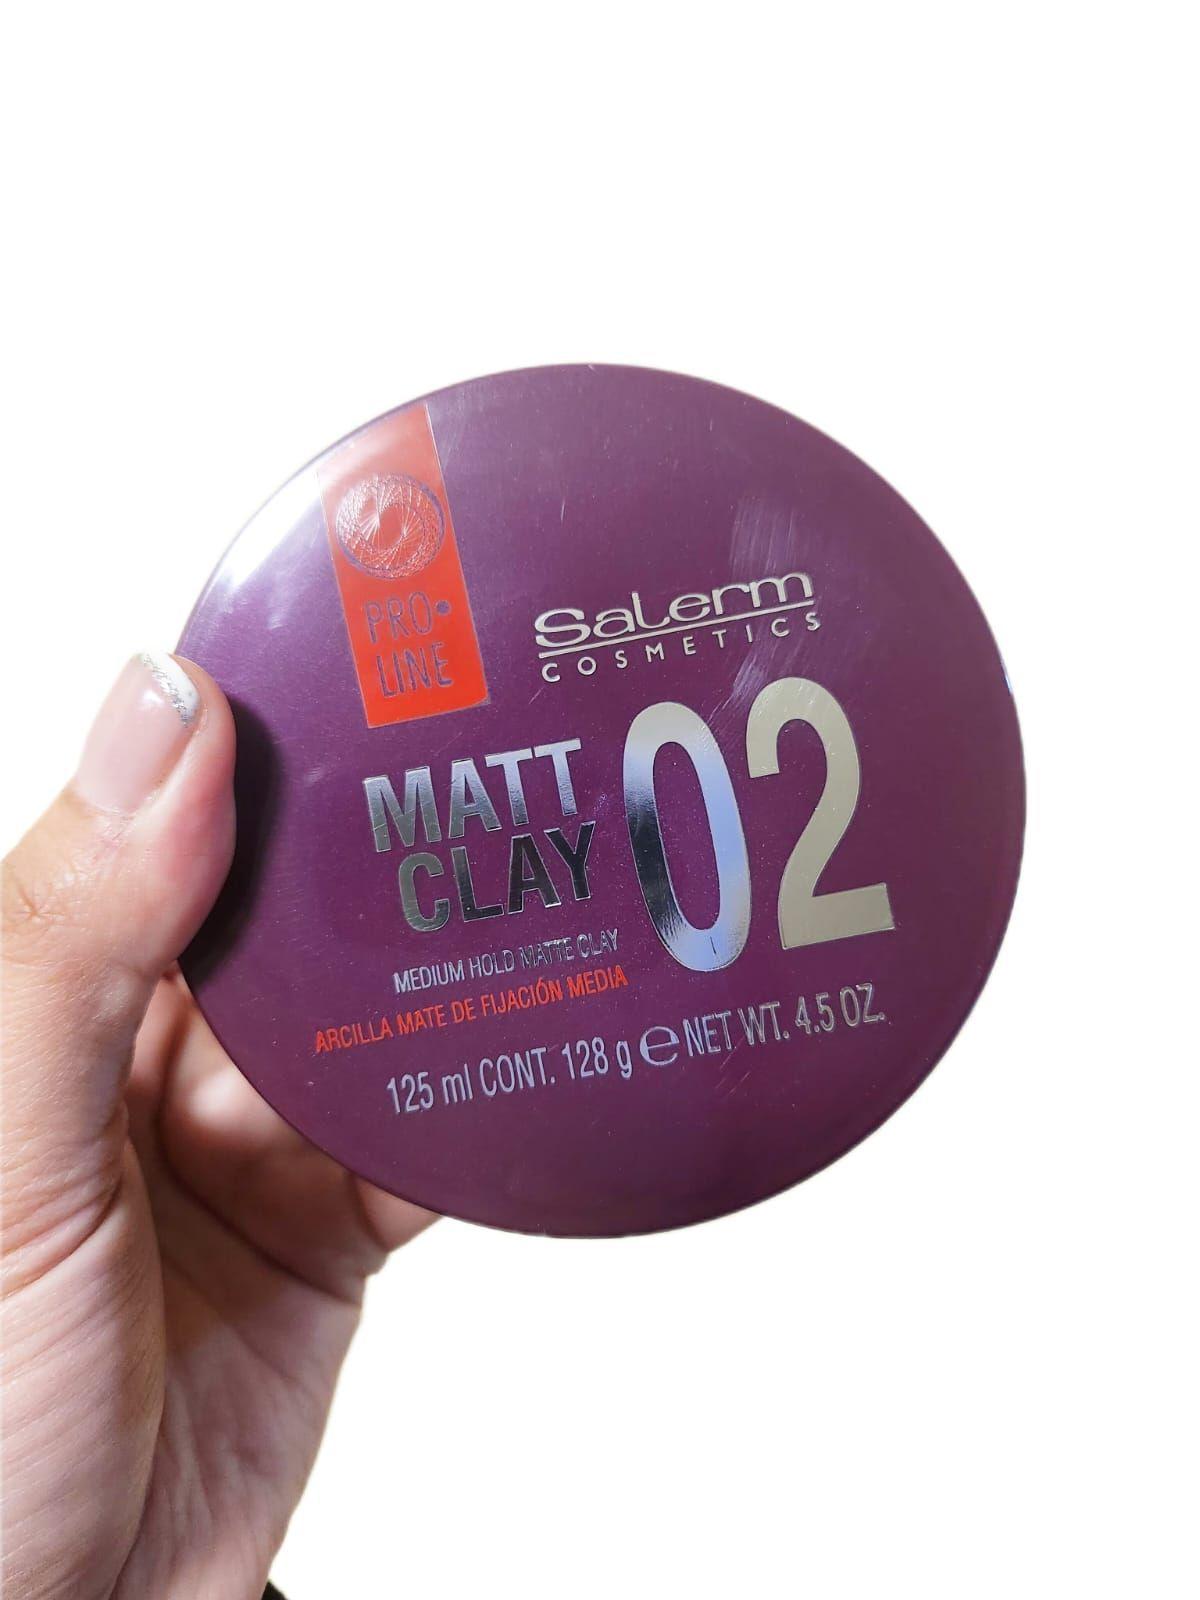 PRO•
LINE
Salerm
COSMETICS
MATT
CLAY
02
MEDIUM HOLD MATTE CLAY
ARCILLA MATE DE FIJACIÓN MEDIA
125 ml CONT. 128 g ℮ NET WT. 4.5 OZ.